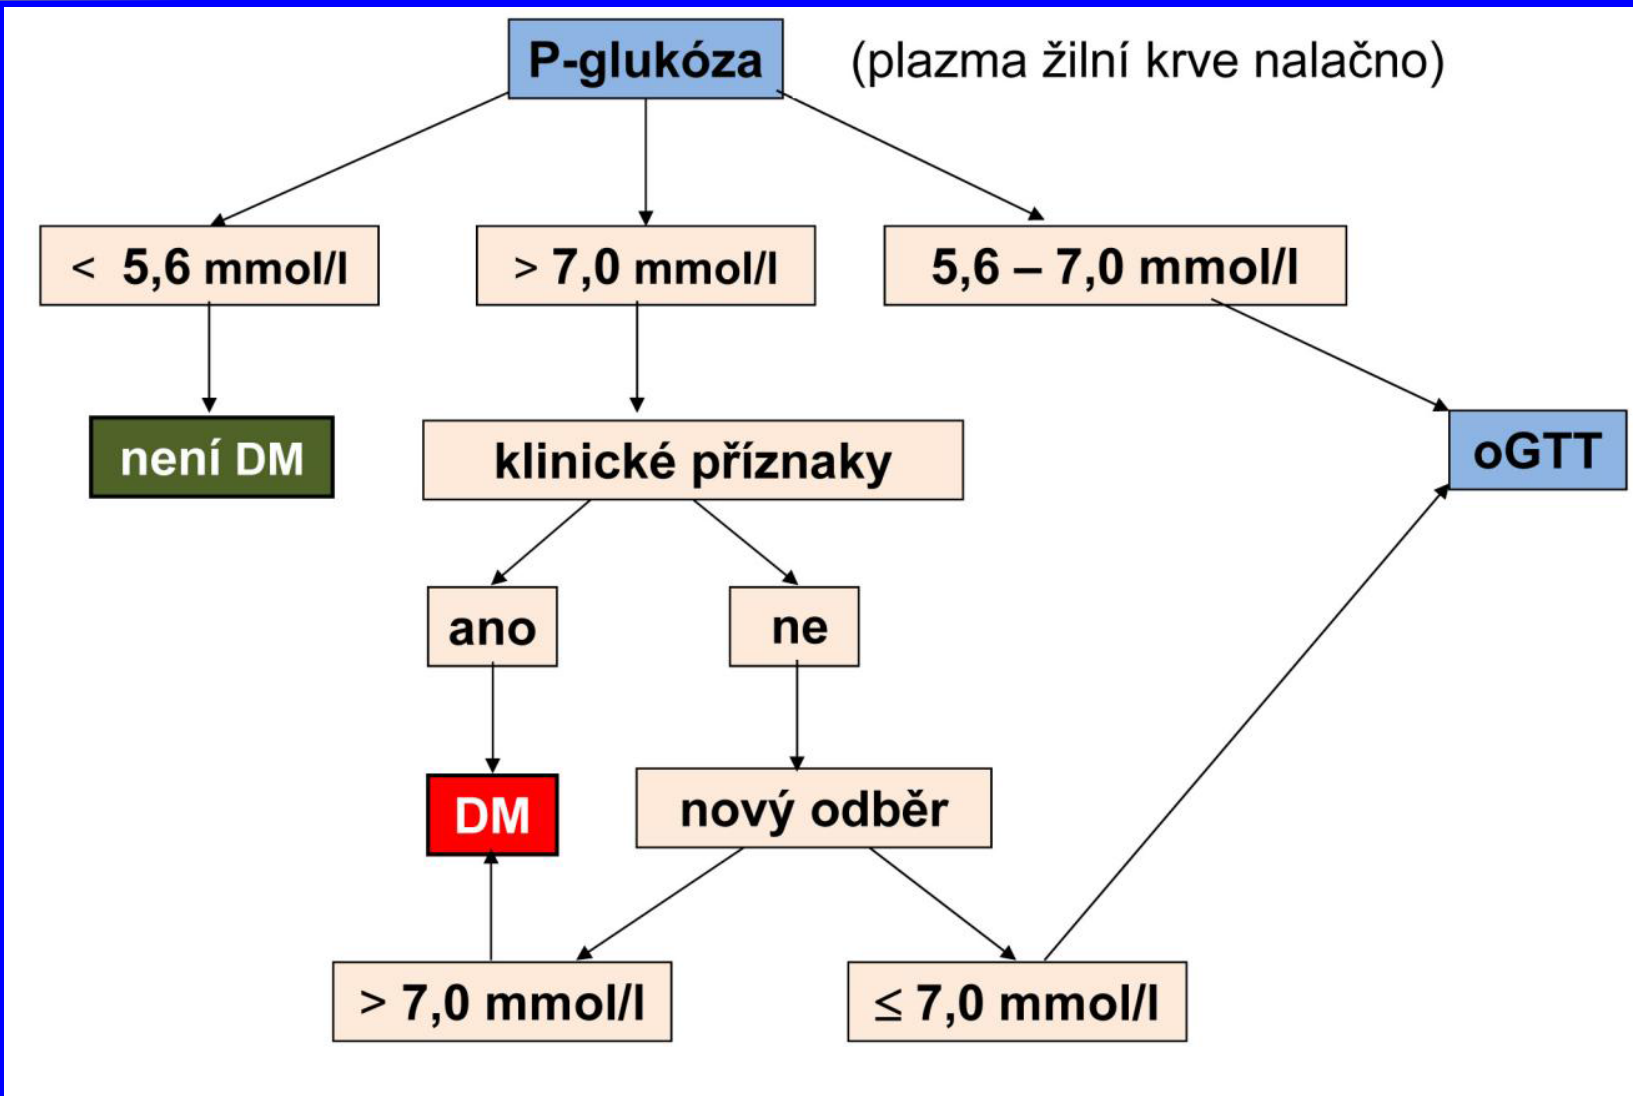 P-glukóza (plazma žilní krve nalačno)
< 5,6 mmol/l
> 7,0 mmol/l
5,6 – 7,0 mmol/l
není DM
klinické příznaky
oGTT
ano
ne
DM
nový odběr
> 7,0 mmol/l
≤ 7,0 mmol/l